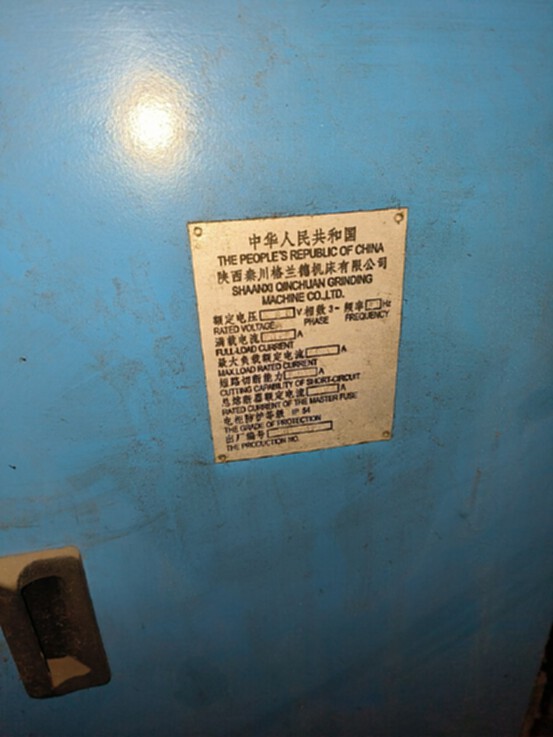 中华人民共和国
THE PEOPLE'S REPUBLIC OF CHINA
陕西秦川格兰德机床有限公司
SHAANXI QINCHUAN GRINDING
MACHINE CO.,LTD.
额定电压 V 相数 3~ 频率 Hz
RATED VOLTAGE PHASE FREQUENCY
满载电流 A
FULL-LOAD CURRENT
最大负载额定电流 A
MAX.LOAD RATED CURRENT
短路切断能力 A
CUTTING CAPABILITY OF SHORT-CIRCUIT
总熔断器额定电流 A
RATED CURRENT OF THE MASTER FUSE
电柜防护等级 IP 54
THE GRADE OF PROTECTION
出厂编号
THE PRODUCTION NO.